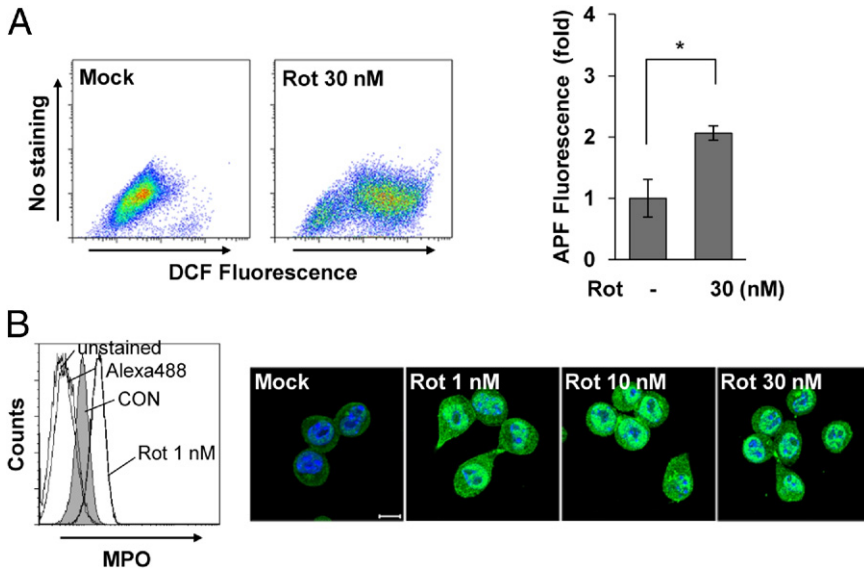 A
Mock
Rot 30 nM
No staining
DCF Fluorescence
APF Fluorescence (fold)
4
3
2
1
0
*
Rot - 30 (nM)
B
unstained
Alexa488
CON
Rot 1 nM
Counts
MPO
Mock
Rot 1 nM
Rot 10 nM
Rot 30 nM